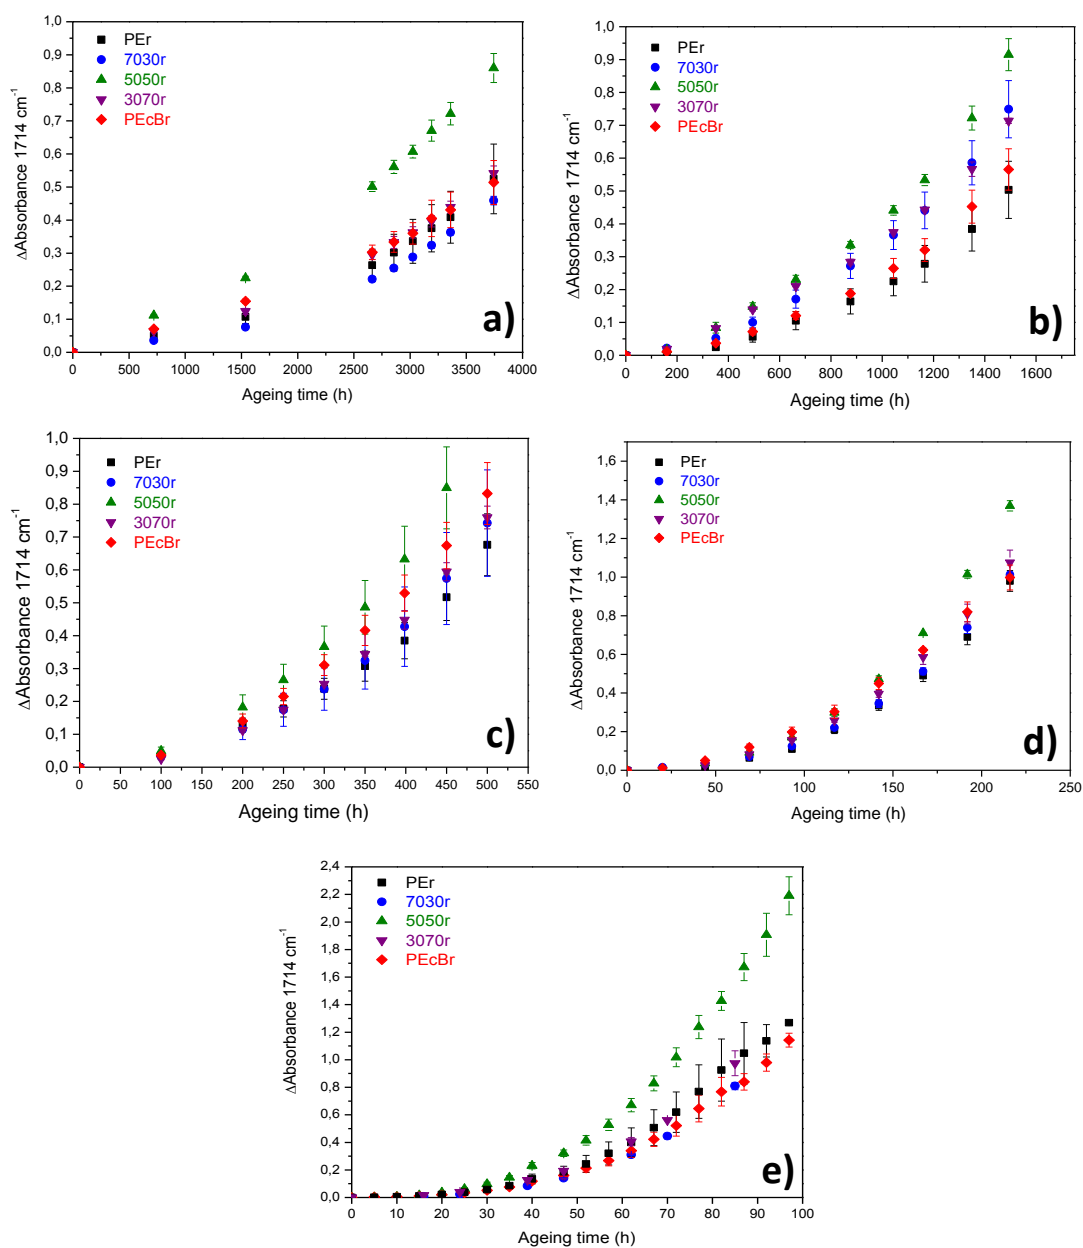 1,0
0,9
0,8
0,7
0,6
0,5
0,4
0,3
0,2
0,1
0,0
ΔAbsorbance 1714 cm⁻¹
PEr
7030r
5050r
3070r
PEcBr
a)
0 500 1000 1500 2000 2500 3000 3500 4000
Ageing time (h)
1,0
0,9
0,8
0,7
0,6
0,5
0,4
0,3
0,2
0,1
0,0
ΔAbsorbance 1714 cm⁻¹
PEr
7030r
5050r
3070r
PEcBr
b)
0 200 400 600 800 1000 1200 1400 1600
Ageing time (h)
1,0
0,9
0,8
0,7
0,6
0,5
0,4
0,3
0,2
0,1
0,0
ΔAbsorbance 1714 cm⁻¹
PEr
7030r
5050r
3070r
PEcBr
c)
0 50 100 150 200 250 300 350 400 450 500 550
Ageing time (h)
1,6
1,4
1,2
1,0
0,8
0,6
0,4
0,2
0,0
ΔAbsorbance 1714 cm⁻¹
PEr
7030r
5050r
3070r
PEcBr
d)
0 50 100 150 200 250
Ageing time (h)
2,4
2,2
2,0
1,8
1,6
1,4
1,2
1,0
0,8
0,6
0,4
0,2
0,0
ΔAbsorbance 1714 cm⁻¹
PEr
7030r
5050r
3070r
PEcBr
e)
0 10 20 30 40 50 60 70 80 90 100
Ageing time (h)